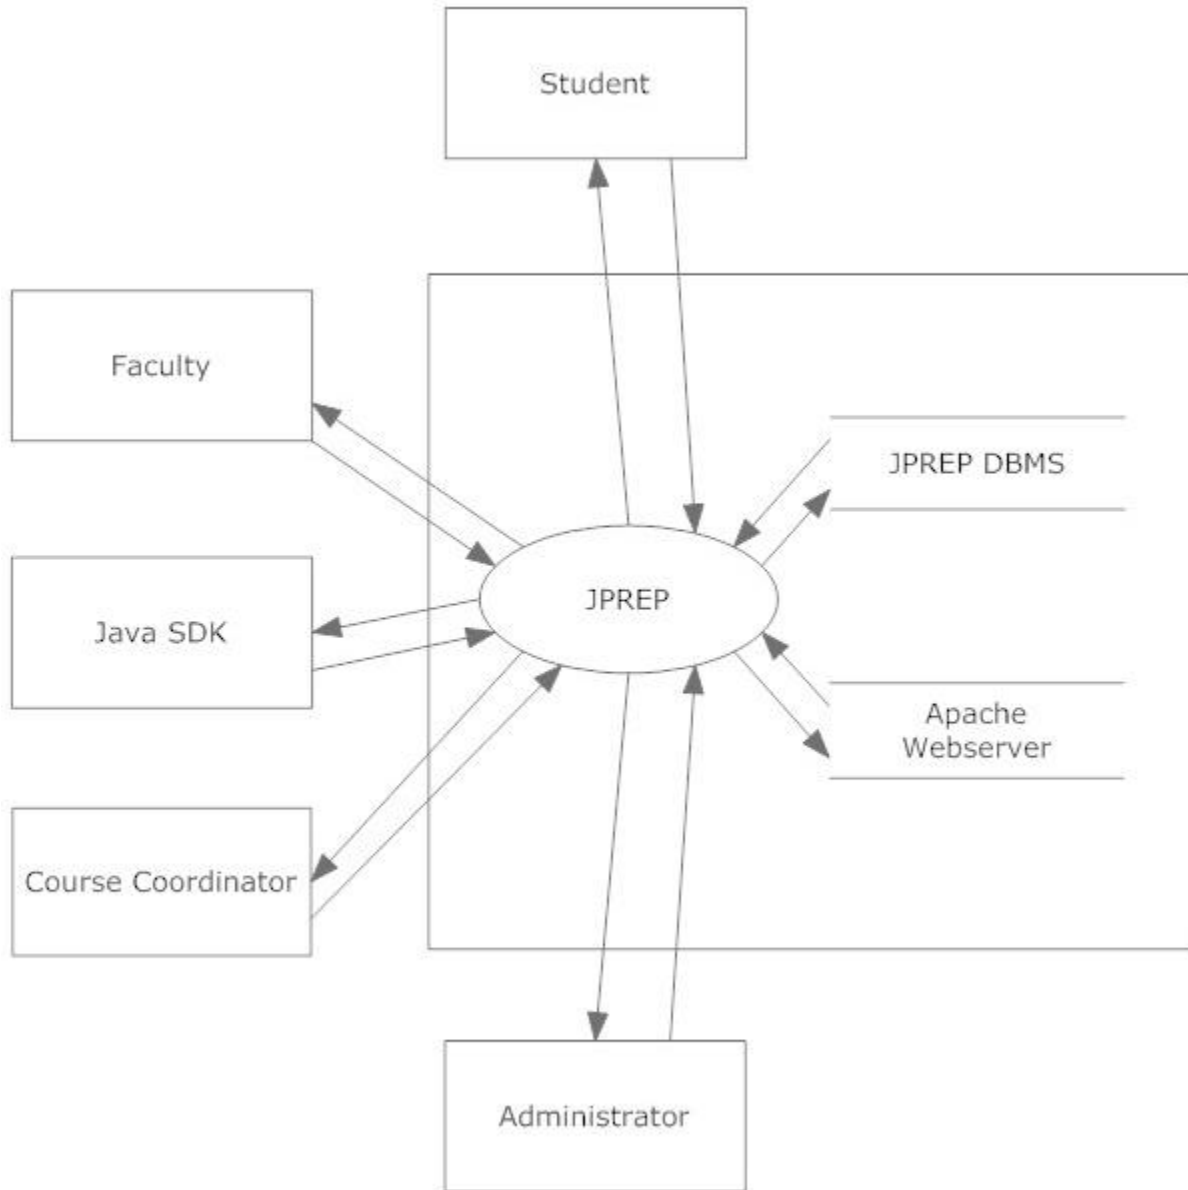 Student
Faculty
JPREP DBMS
JPREP
Java SDK
Apache
Webserver
Course Coordinator
Administrator